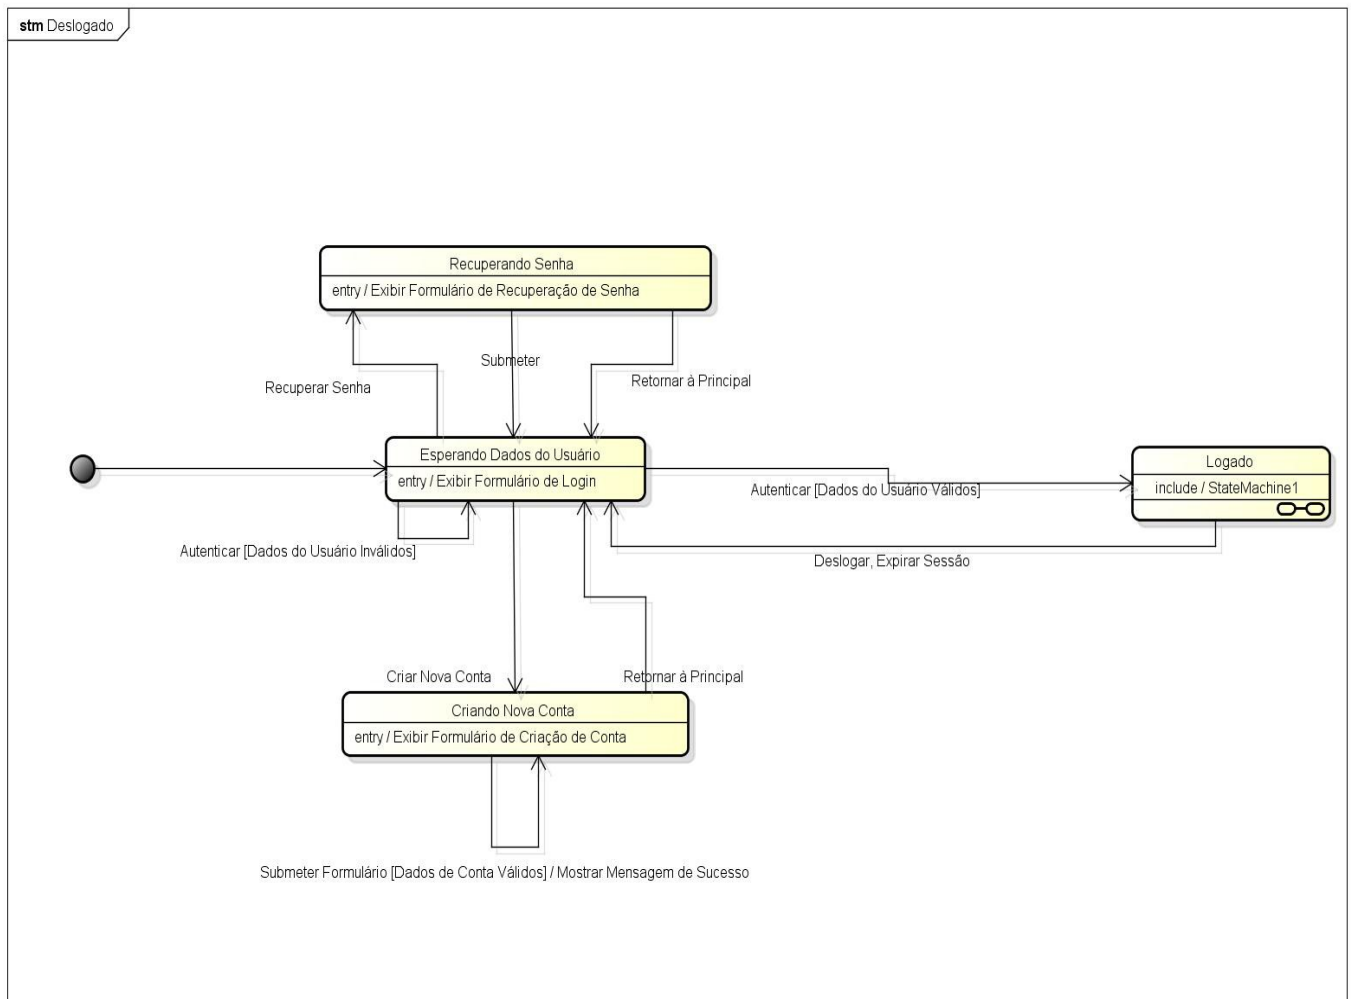 stm Deslogado
Recuperando Senha
entry / Exibir Formulário de Recuperação de Senha
Submeter
Retornar à Principal
Recuperar Senha
Esperando Dados do Usuário
entry / Exibir Formulário de Login
Logado
include / StateMachine1
Autenticar [Dados do Usuário Válidos]
Autenticar [Dados do Usuário Inválidos]
Deslogar, Expirar Sessão
Criar Nova Conta
Retornar à Principal
Criando Nova Conta
entry / Exibir Formulário de Criação de Conta
Submeter Formulário [Dados de Conta Válidos] / Mostrar Mensagem de Sucesso